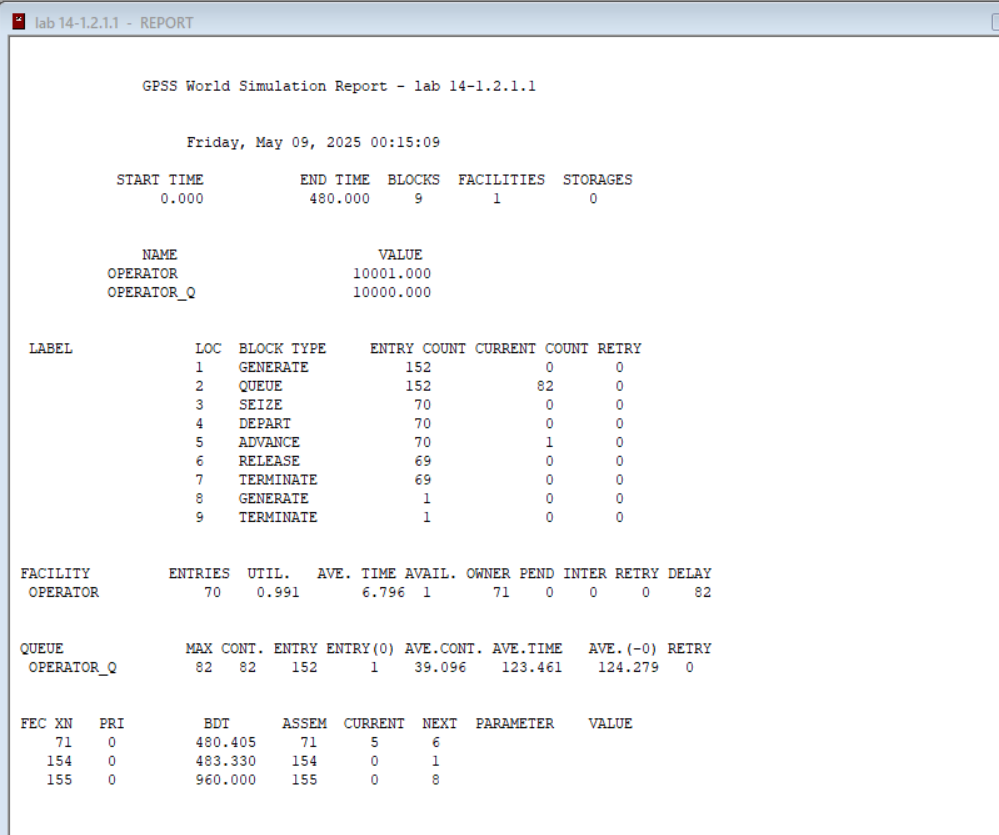 lab 14-1.2.1.1 - REPORT
GPSS World Simulation Report - lab 14-1.2.1.1
Friday, May 09, 2025 00:15:09
START TIME END TIME BLOCKS FACILITIES STORAGES
0.000 480.000 9 1 0
NAME VALUE
OPERATOR 10001.000
OPERATOR_Q 10000.000
LABEL LOC BLOCK TYPE ENTRY COUNT CURRENT COUNT RETRY
1 GENERATE 152 0 0
2 QUEUE 152 82 0
3 SEIZE 70 0 0
4 DEPART 70 0 0
5 ADVANCE 70 1 0
6 RELEASE 69 0 0
7 TERMINATE 69 0 0
8 GENERATE 1 0 0
9 TERMINATE 1 0 0
FACILITY ENTRIES UTIL. AVE. TIME AVAIL. OWNER PEND INTER RETRY DELAY
OPERATOR 70 0.991 6.796 1 71 0 0 0 82
QUEUE MAX CONT. ENTRY ENTRY(0) AVE.CONT. AVE.TIME AVE.(-0) RETRY
OPERATOR_Q 82 82 152 1 39.096 123.461 124.279 0
FEC XN PRI BDT ASSEM CURRENT NEXT PARAMETER VALUE
71 0 480.405 71 5 6
154 0 483.330 154 0 1
155 0 960.000 155 0 8